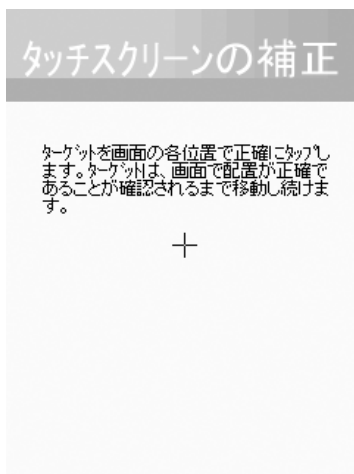 タッチスクリーンの補正
ﾀｰｹﾞｯﾄを画面の各位置で正確にﾀｯﾌﾟし
ます。ﾀｰｹﾞｯﾄは、画面で配置が正確で
あることが確認されるまで移動し続けま
す。